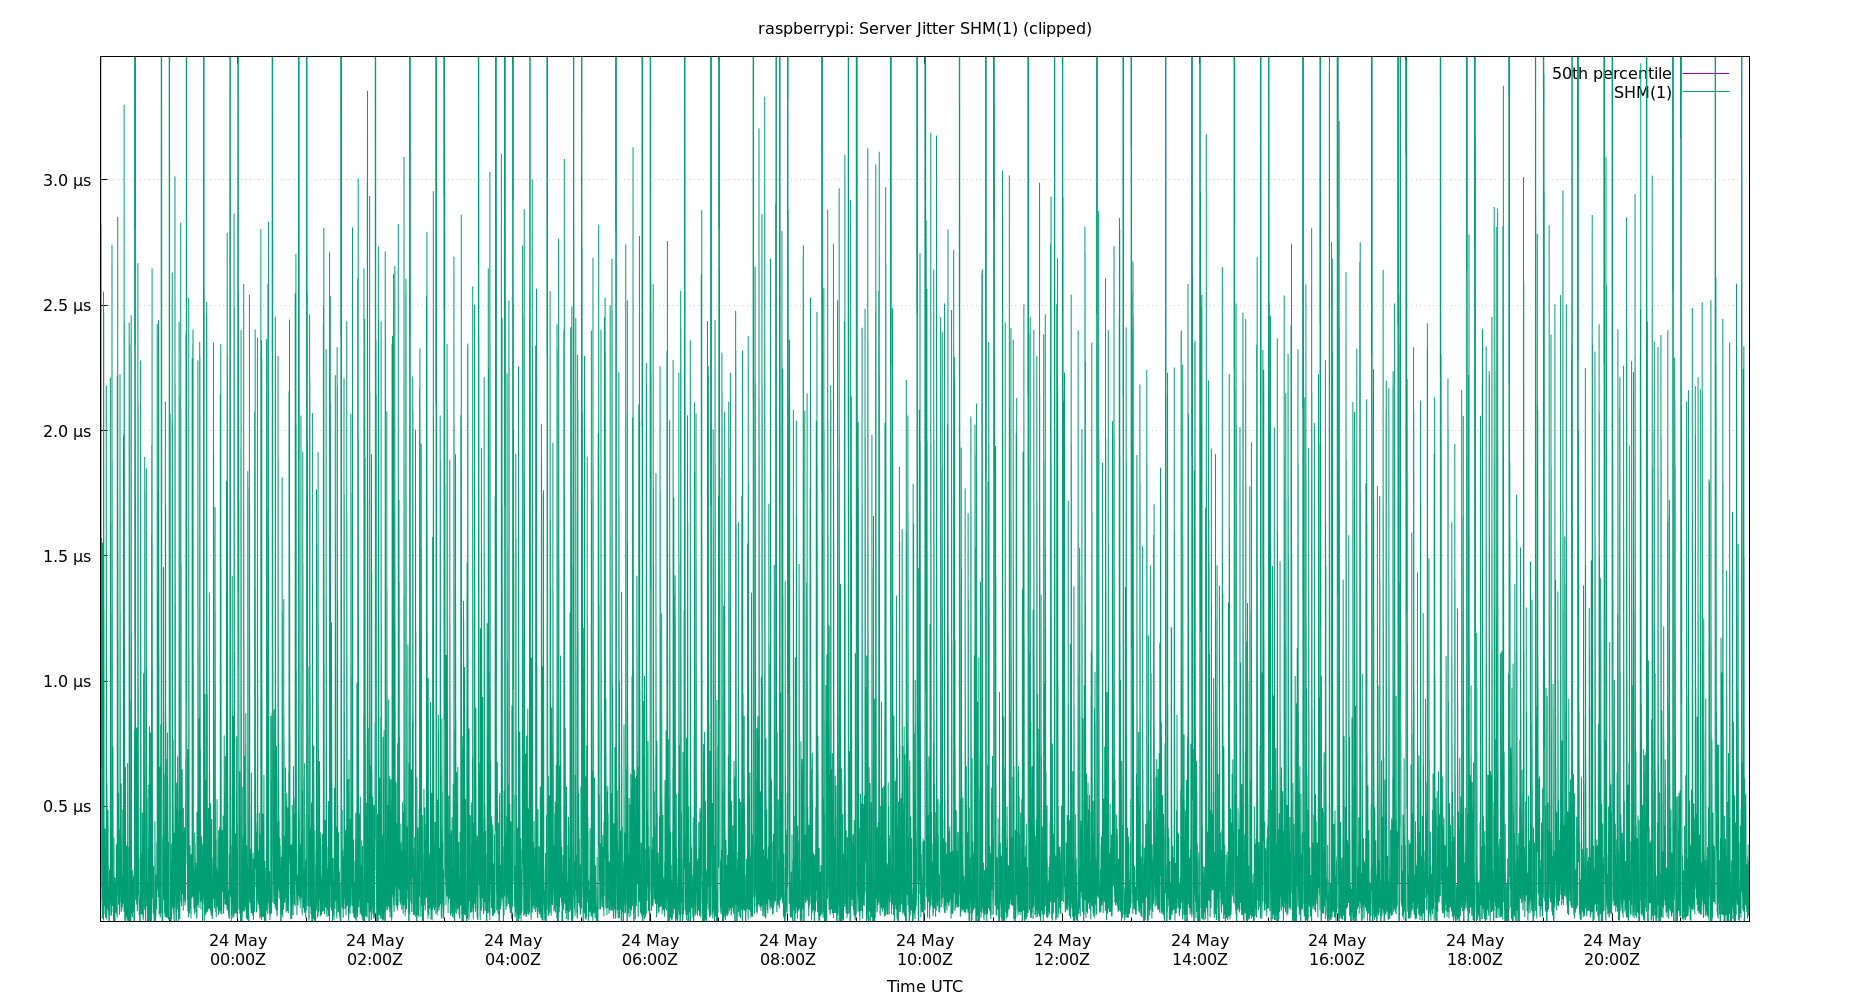 raspberrypi: Server Jitter SHM(1) (clipped)
50th percentile
SHM(1)
3.0 µs
2.5 µs
2.0 µs
1.5 µs
1.0 µs
0.5 µs
24 May 24 May 24 May 24 May 24 May 24 May 24 May 24 May 24 May 24 May 24 May
00:00Z 02:00Z 04:00Z 06:00Z 08:00Z 10:00Z 12:00Z 14:00Z 16:00Z 18:00Z 20:00Z
Time UTC